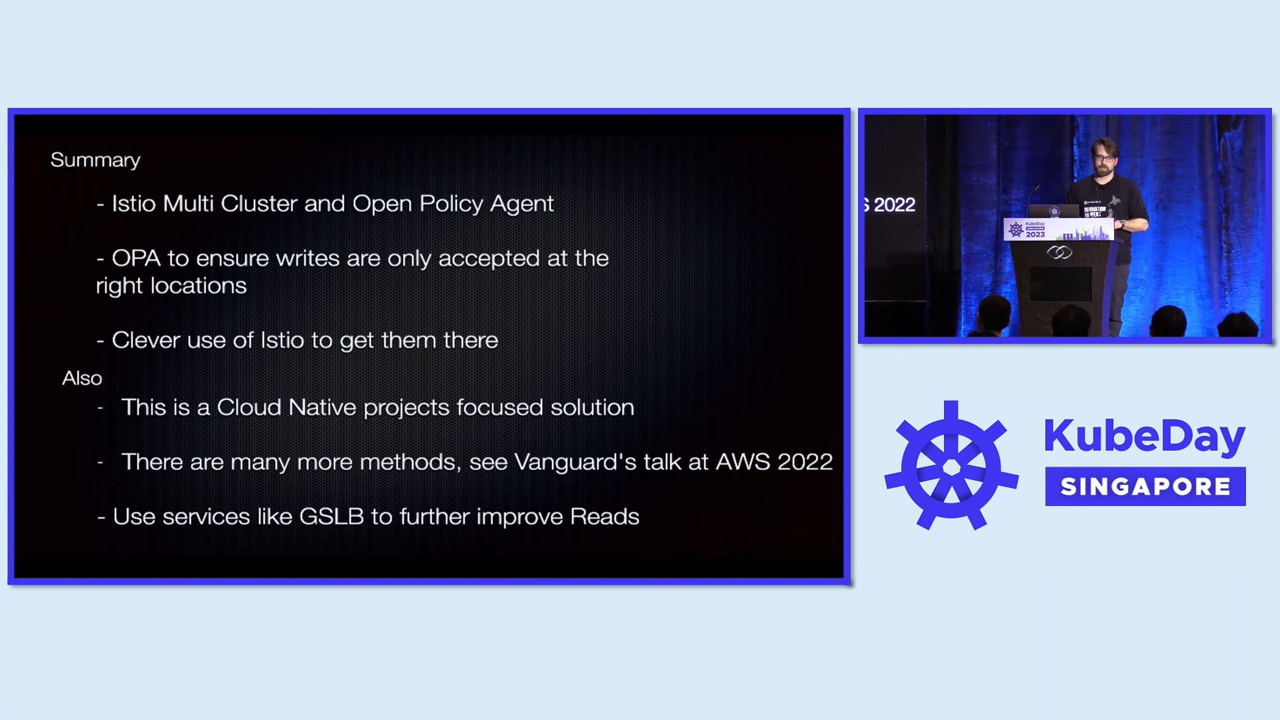 Summary
- Istio Multi Cluster and Open Policy Agent
- OPA to ensure writes are only accepted at the
right locations
- Clever use of Istio to get them there
Also
- This is a Cloud Native projects focused solution
- There are many more methods, see Vanguard's talk at AWS 2022
- Use services like GSLB to further improve Reads
S 2022
KubeDay
SINGAPORE
2023
KubeDay
SINGAPORE